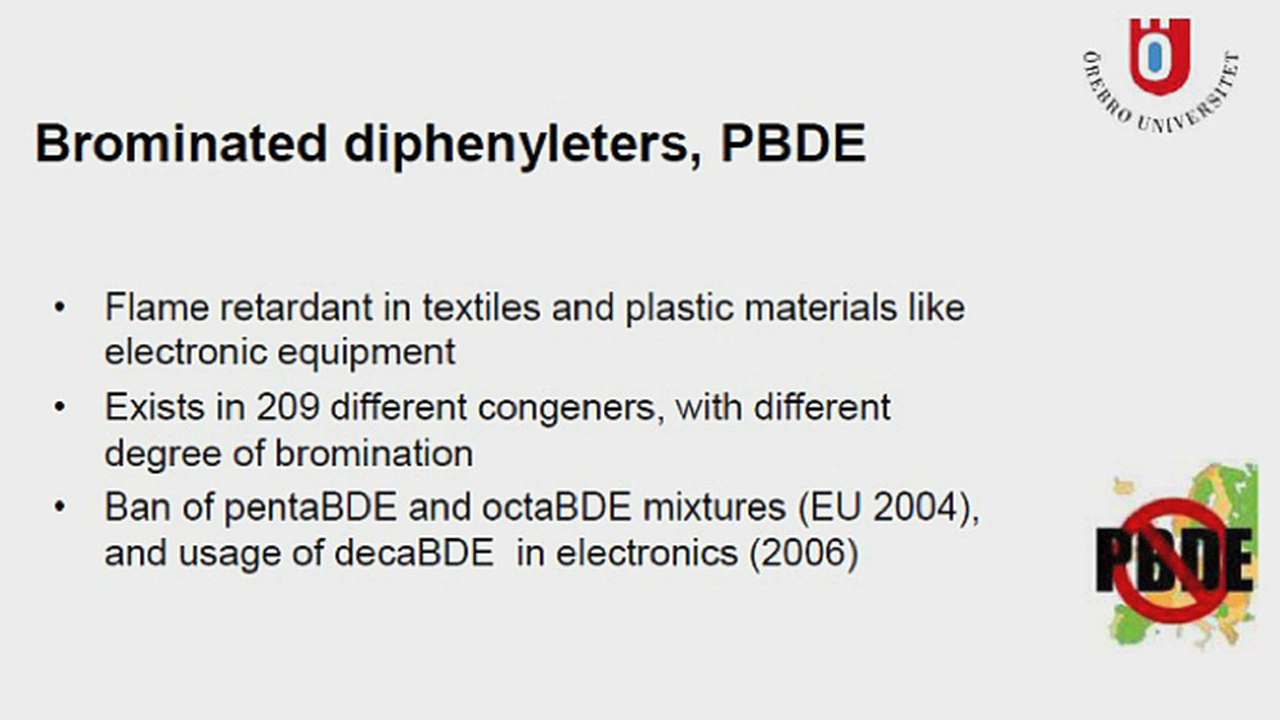 ÖREBRO UNIVERSITET
Brominated diphenyleters, PBDE
• Flame retardant in textiles and plastic materials like
electronic equipment
• Exists in 209 different congeners, with different
degree of bromination
• Ban of pentaBDE and octaBDE mixtures (EU 2004),
and usage of decaBDE in electronics (2006)
PBDE